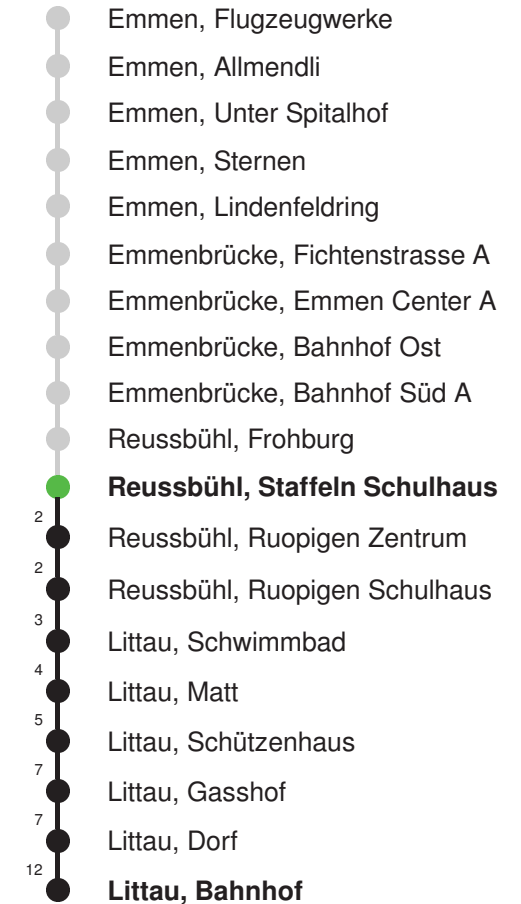 Emmen, Flugzeugwerke
Emmen, Allmendli
Emmen, Unter Spitalhof
Emmen, Sternen
Emmen, Lindenfeldring
Emmenbrücke, Fichtenstrasse A
Emmenbrücke, Emmen Center A
Emmenbrücke, Bahnhof Ost
Emmenbrücke, Bahnhof Süd A
Reussbühl, Frohburg
Reussbühl, Staffeln Schulhaus
2 Reussbühl, Ruopigen Zentrum
2 Reussbühl, Ruopigen Schulhaus
3 Littau, Schwimmbad
4 Littau, Matt
5 Littau, Schützenhaus
7 Littau, Gasshof
7 Littau, Dorf
12 Littau, Bahnhof